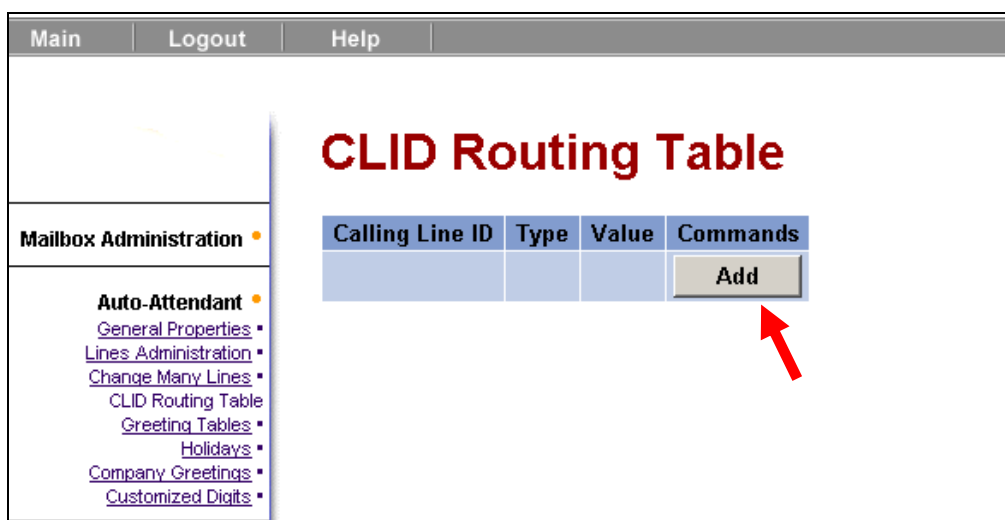 Main Logout Help
CLID Routing Table
Calling Line ID Type Value Commands
Add
Mailbox Administration
Auto-Attendant
General Properties
Lines Administration
Change Many Lines
CLID Routing Table
Greeting Tables
Holidays
Company Greetings
Customized Digits